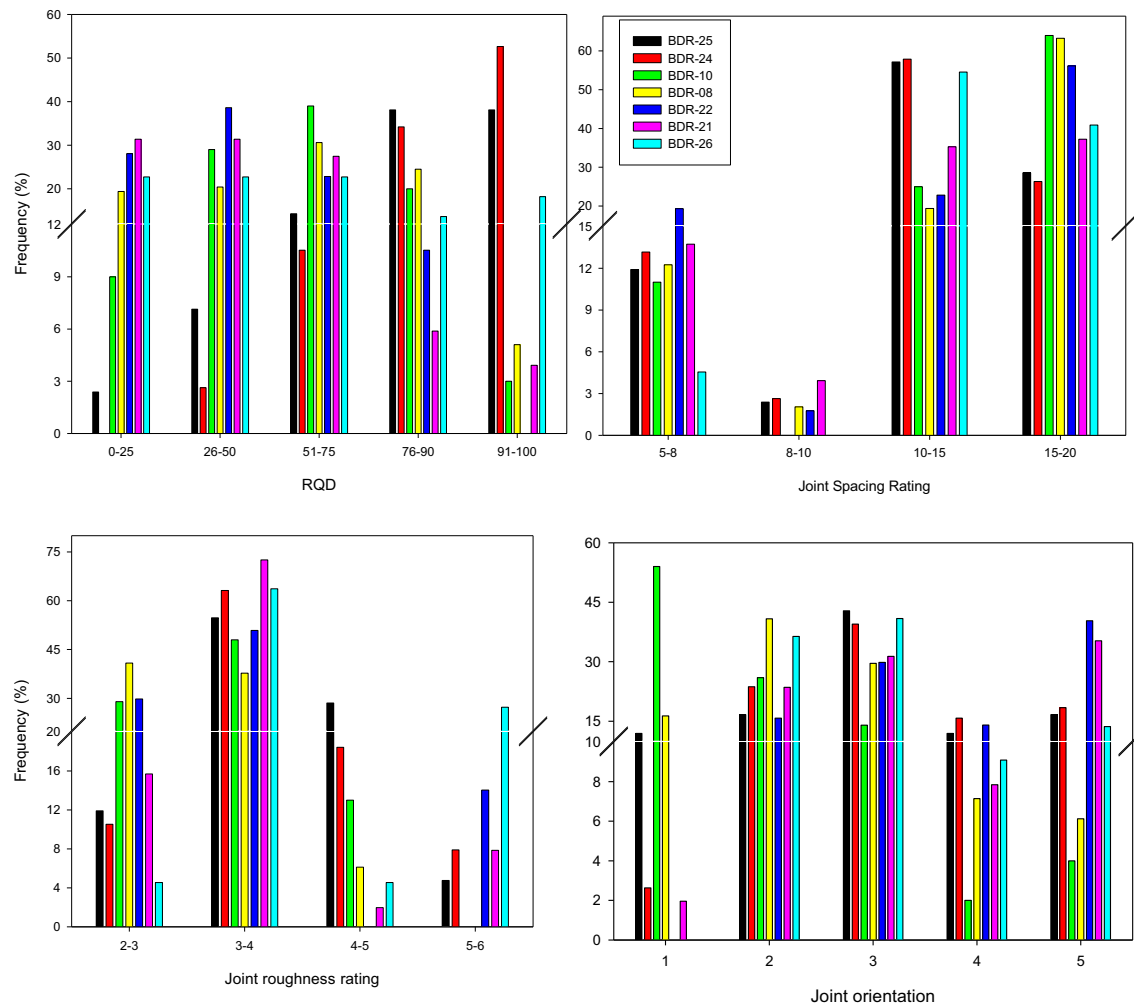 Frequency (%)
60
50
40
30
20
12
9
6
3
0
0-25 26-50 51-75 76-90 91-100
RQD
BDR-25
BDR-24
BDR-10
BDR-08
BDR-22
BDR-21
BDR-26
60
50
40
30
20
15
12
9
6
3
0
5-8 8-10 10-15 15-20
Joint Spacing Rating
Frequency (%)
75
60
45
30
20
16
12
8
4
0
2-3 3-4 4-5 5-6
Joint roughness rating
60
45
30
15
10
8
6
4
2
0
1 2 3 4 5
Joint orientation